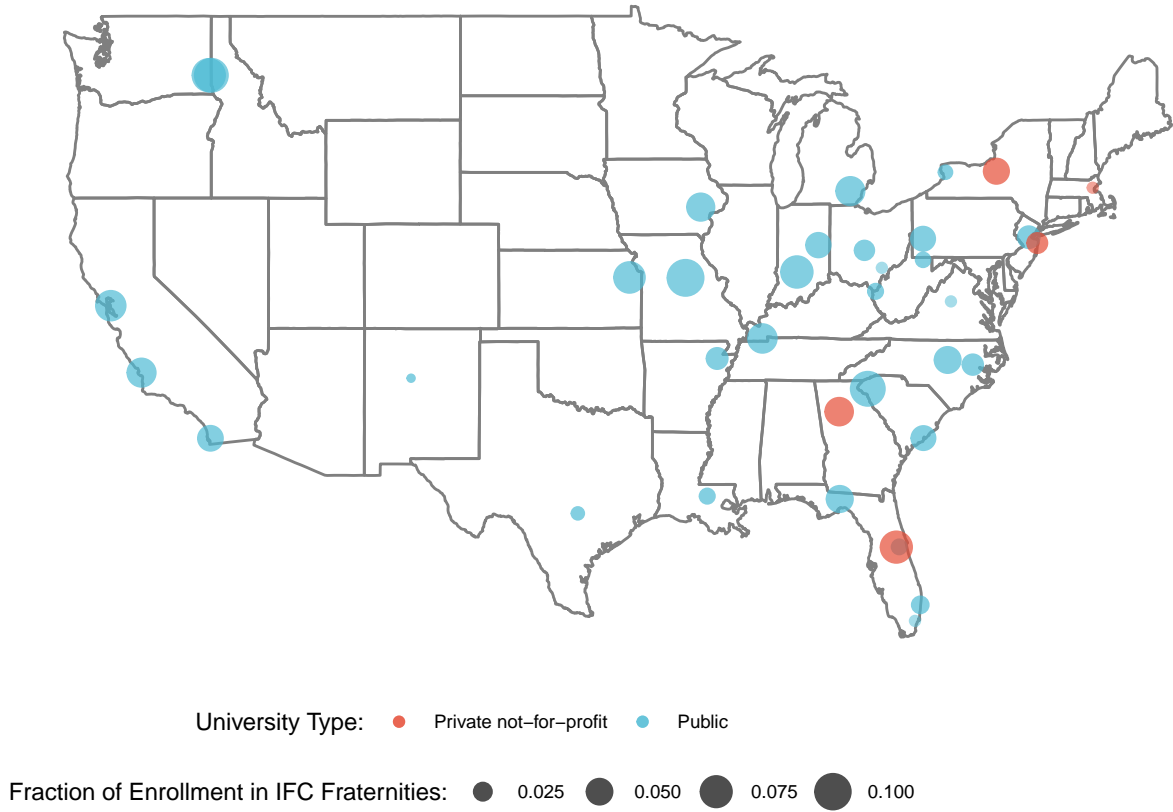 University Type: Private not−for−profit Public
Fraction of Enrollment in IFC Fraternities: 0.025 0.050 0.075 0.100